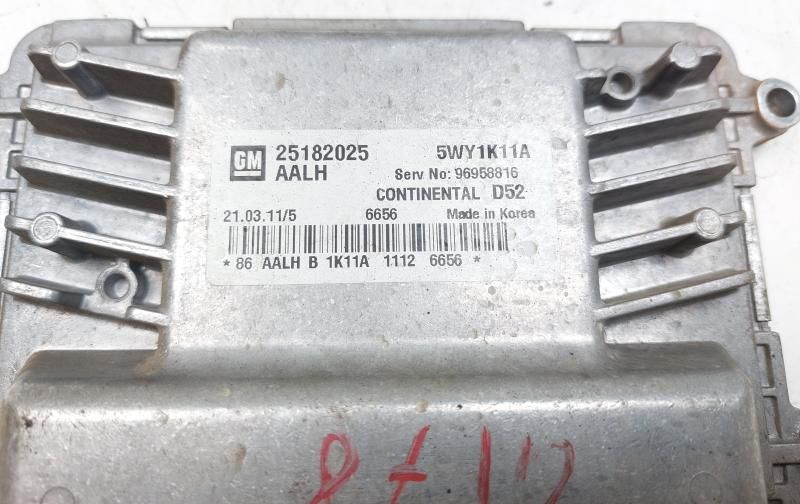 GM 25182025 5WY1K11A
AALH Serv No: 96958816
CONTINENTAL D52
21.03.11/5 6656 Made in Korea
* 86 AALH B 1K11A 1112 6656 *